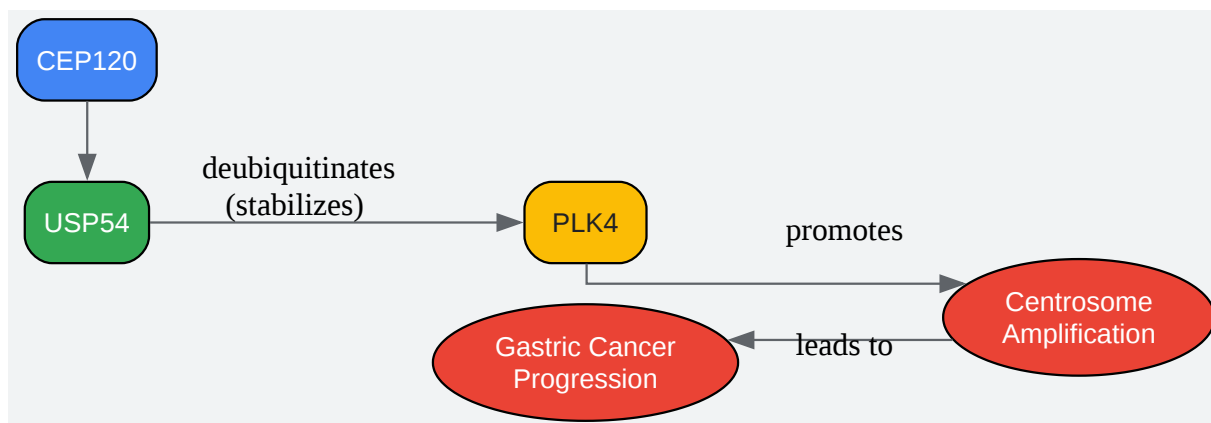 CEP120
USP54
deubiquitinates
(stabilizes)
PLK4
promotes
Centrosome
Amplification
leads to
Gastric Cancer
Progression